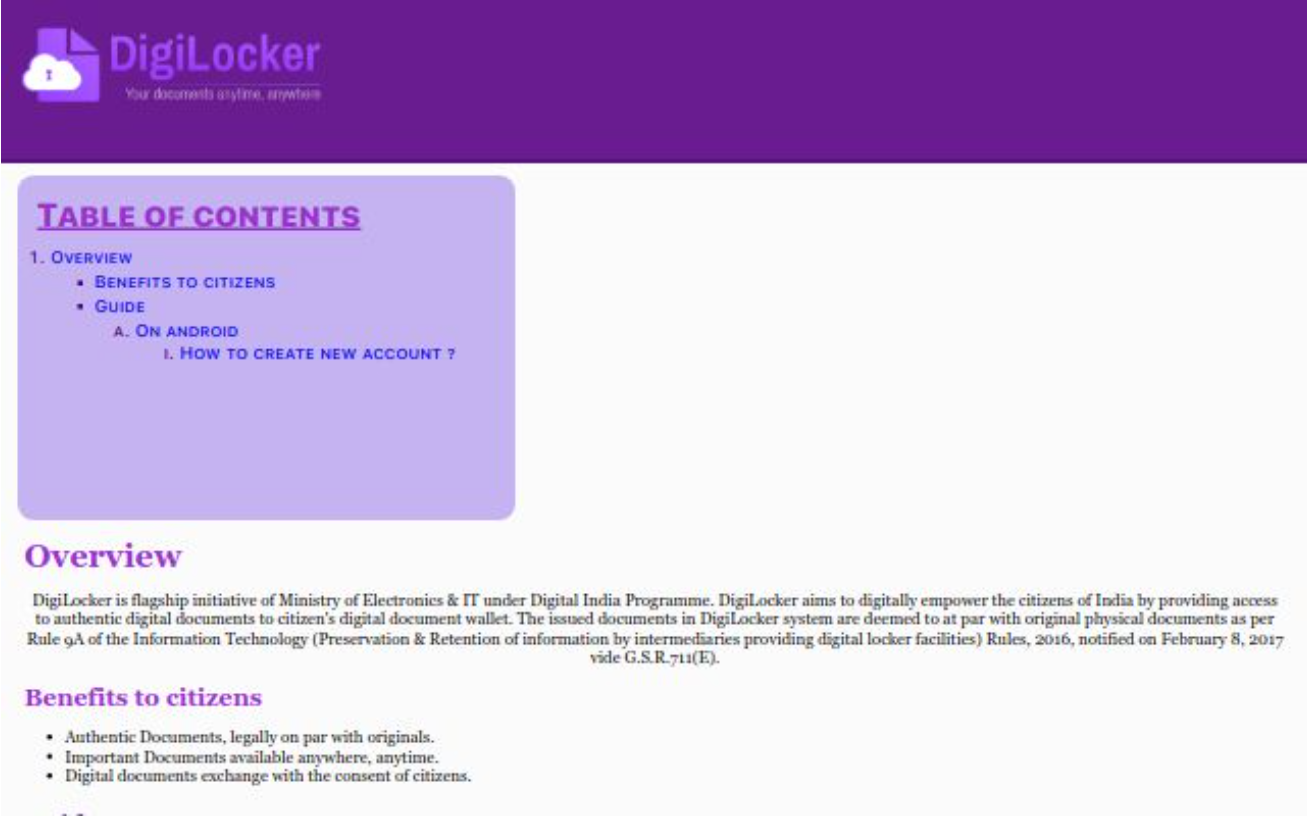 DigiLocker
Your documents anytime, anywhere
TABLE OF CONTENTS
1. OVERVIEW
▪ BENEFITS TO CITIZENS
▪ GUIDE
A. ON ANDROID
I. HOW TO CREATE NEW ACCOUNT ?
Overview
DigiLocker is flagship initiative of Ministry of Electronics & IT under Digital India Programme. DigiLocker aims to digitally empower the citizens of India by providing access
to authentic digital documents to citizen's digital document wallet. The issued documents in DigiLocker system are deemed to at par with original physical documents as per
Rule 9A of the Information Technology (Preservation & Retention of information by intermediaries providing digital locker facilities) Rules, 2016, notified on February 8, 2017
vide G.S.R.711(E).
Benefits to citizens
• Authentic Documents, legally on par with originals.
• Important Documents available anywhere, anytime.
• Digital documents exchange with the consent of citizens.